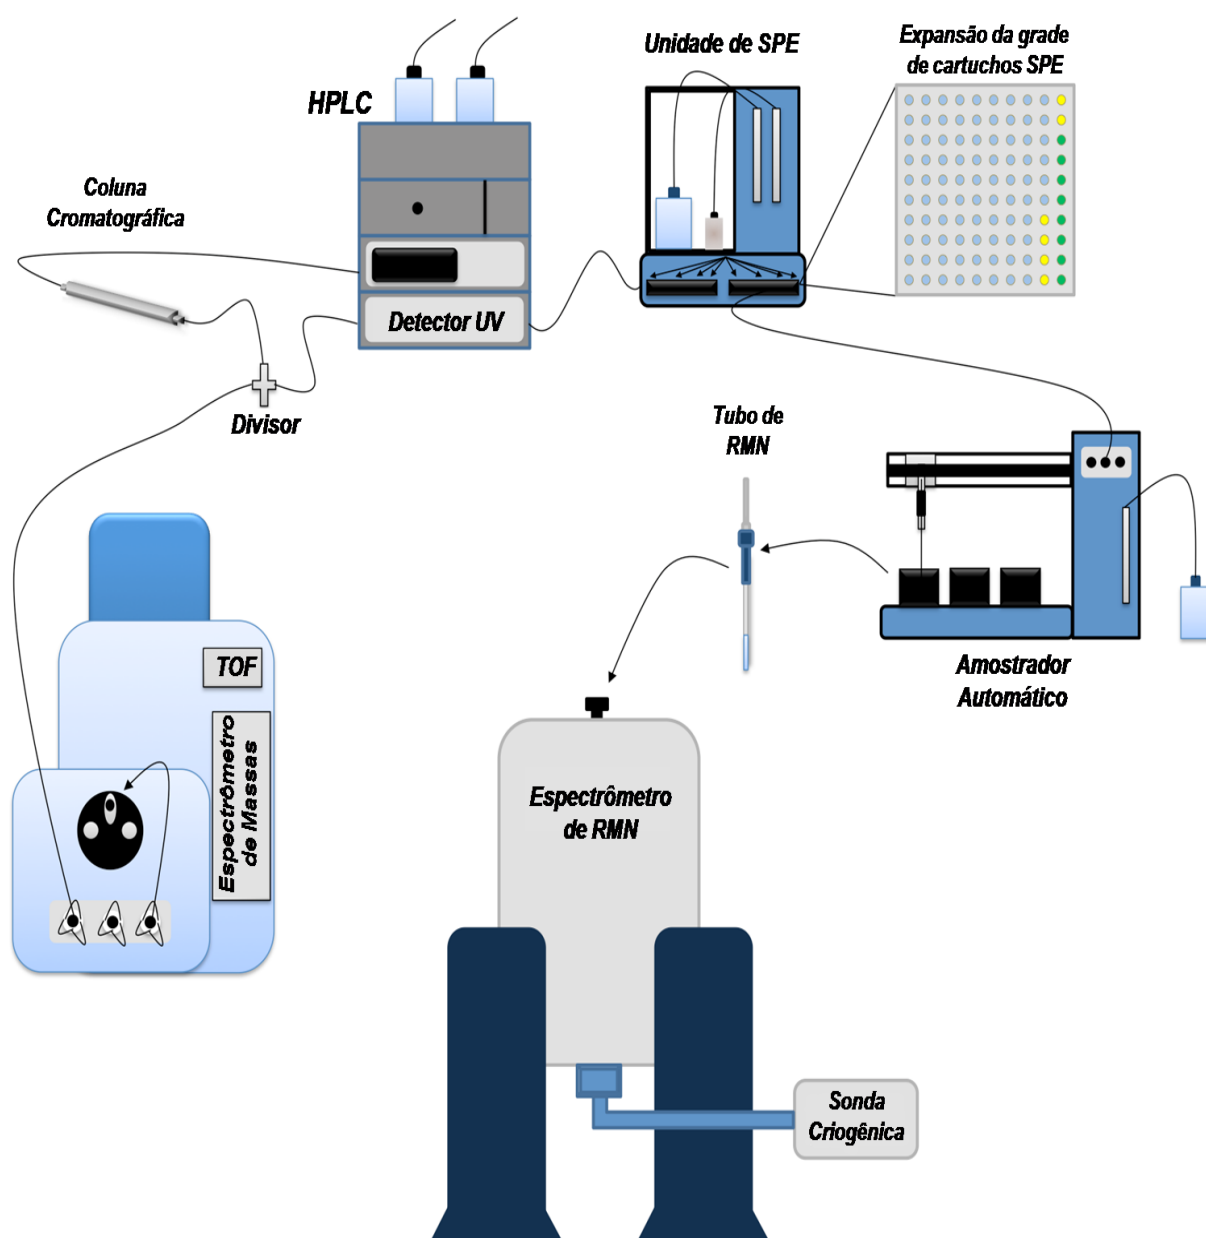 HPLC
Unidade de SPE
Expansão da grade
de cartuchos SPE
Coluna
Cromatográfica
Detector UV
Divisor
Tubo de
RMN
Amostrador
Automático
TOF
Espectrômetro
de Massas
Espectrômetro
de RMN
Sonda
Criogênica